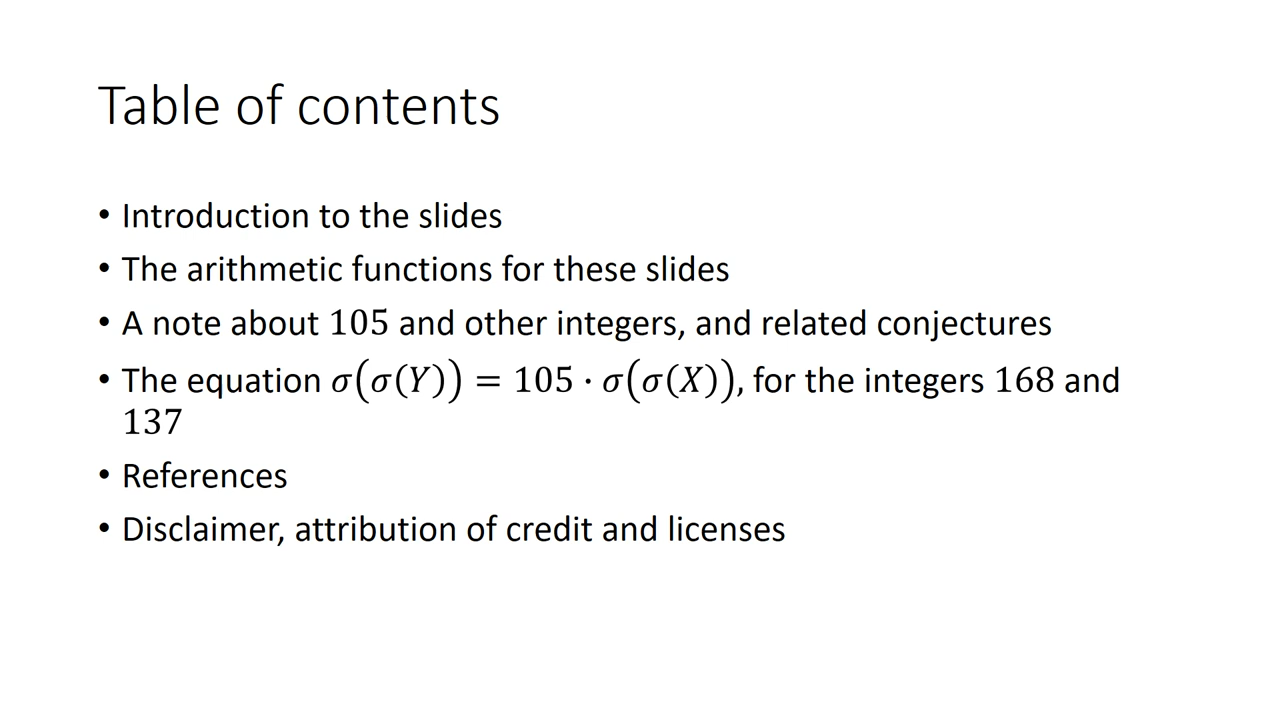 Table of contents
• Introduction to the slides
• The arithmetic functions for these slides
• A note about 105 and other integers, and related conjectures
• The equation 𝜎(𝜎(𝑌)) = 105 · 𝜎(𝜎(𝑋)), for the integers 168 and
137
• References
• Disclaimer, attribution of credit and licenses